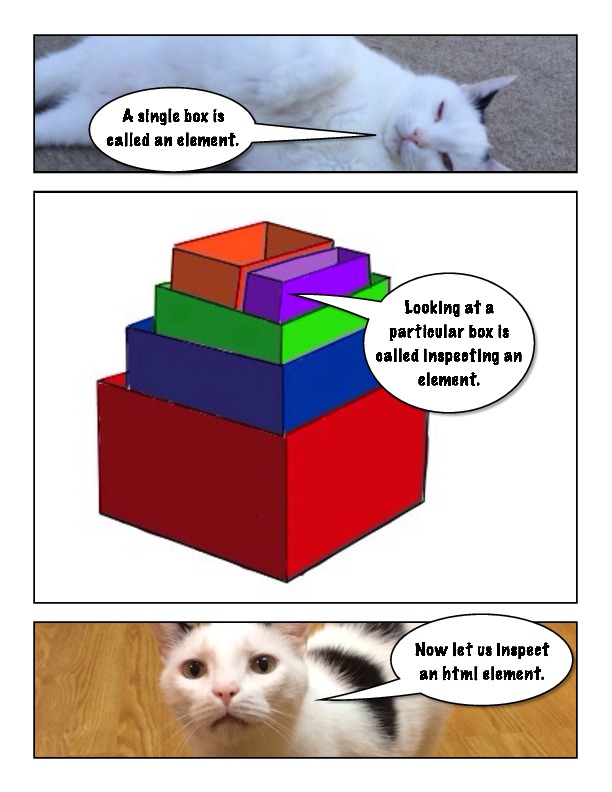 A single box is
called an element.
Looking at a
particular box is
called inspecting an
element.
Now let us inspect
an html element.